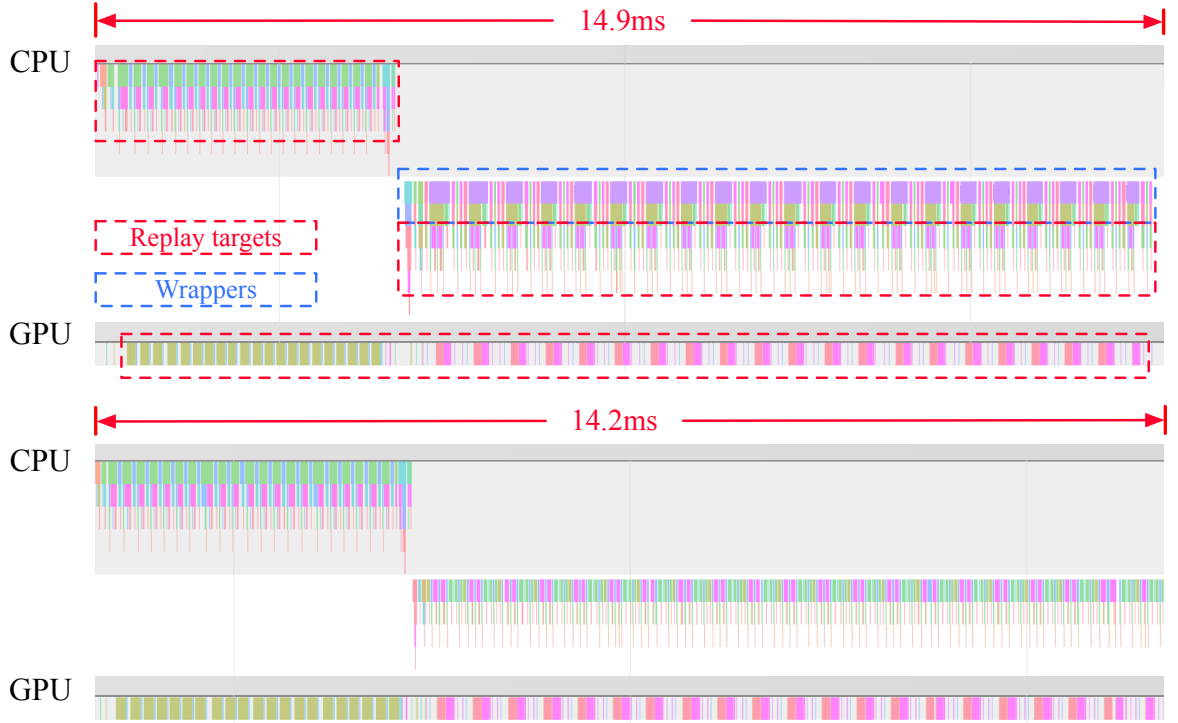 14.9ms
CPU
Replay targets
Wrappers
GPU
14.2ms
CPU
GPU